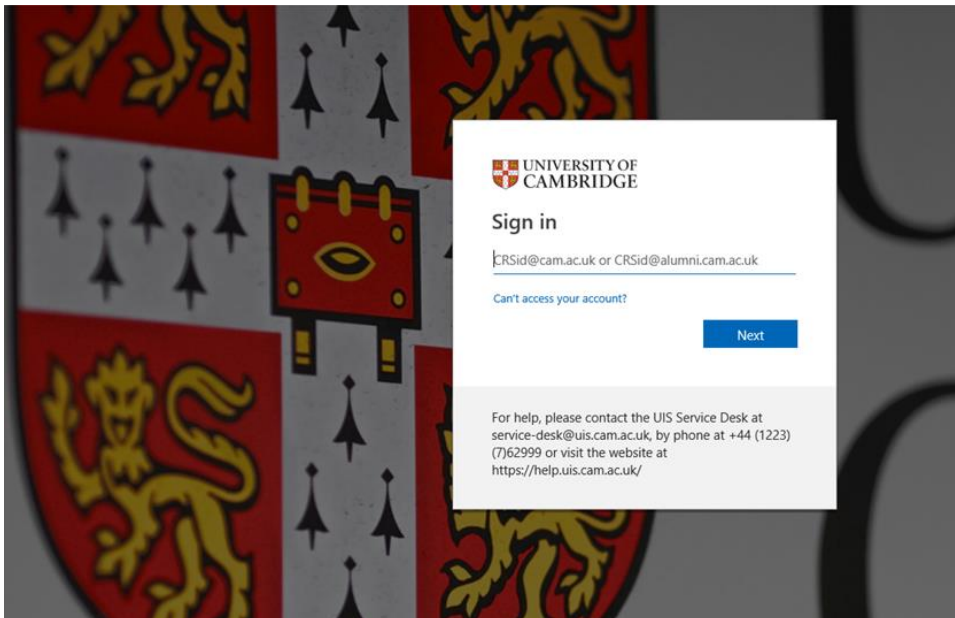 UNIVERSITY OF
CAMBRIDGE
Sign in
CRSid@cam.ac.uk or CRSid@alumni.cam.ac.uk
Can't access your account?
Next
For help, please contact the UIS Service Desk at
service-desk@uis.cam.ac.uk, by phone at +44 (1223)
(7)62999 or visit the website at
https://help.uis.cam.ac.uk/